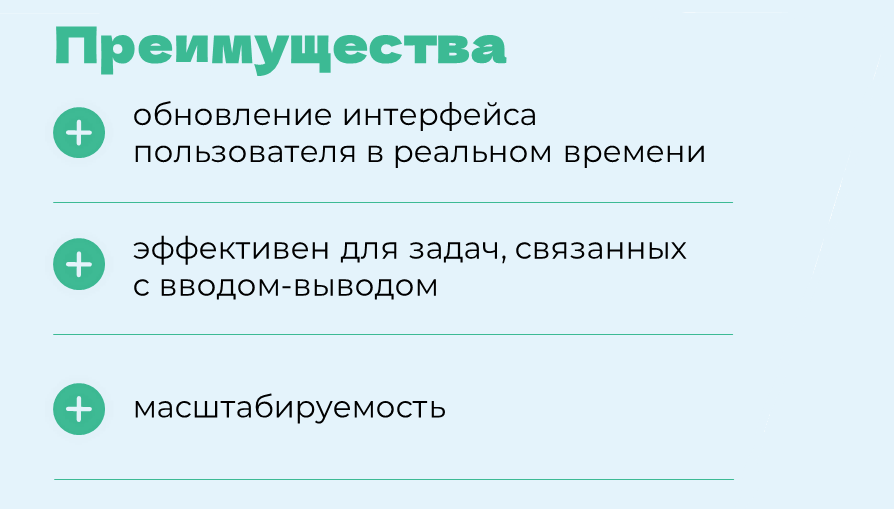 Преимущества
обновление интерфейса
пользователя в реальном времени
эффективен для задач, связанных
с вводом-выводом
масштабируемость